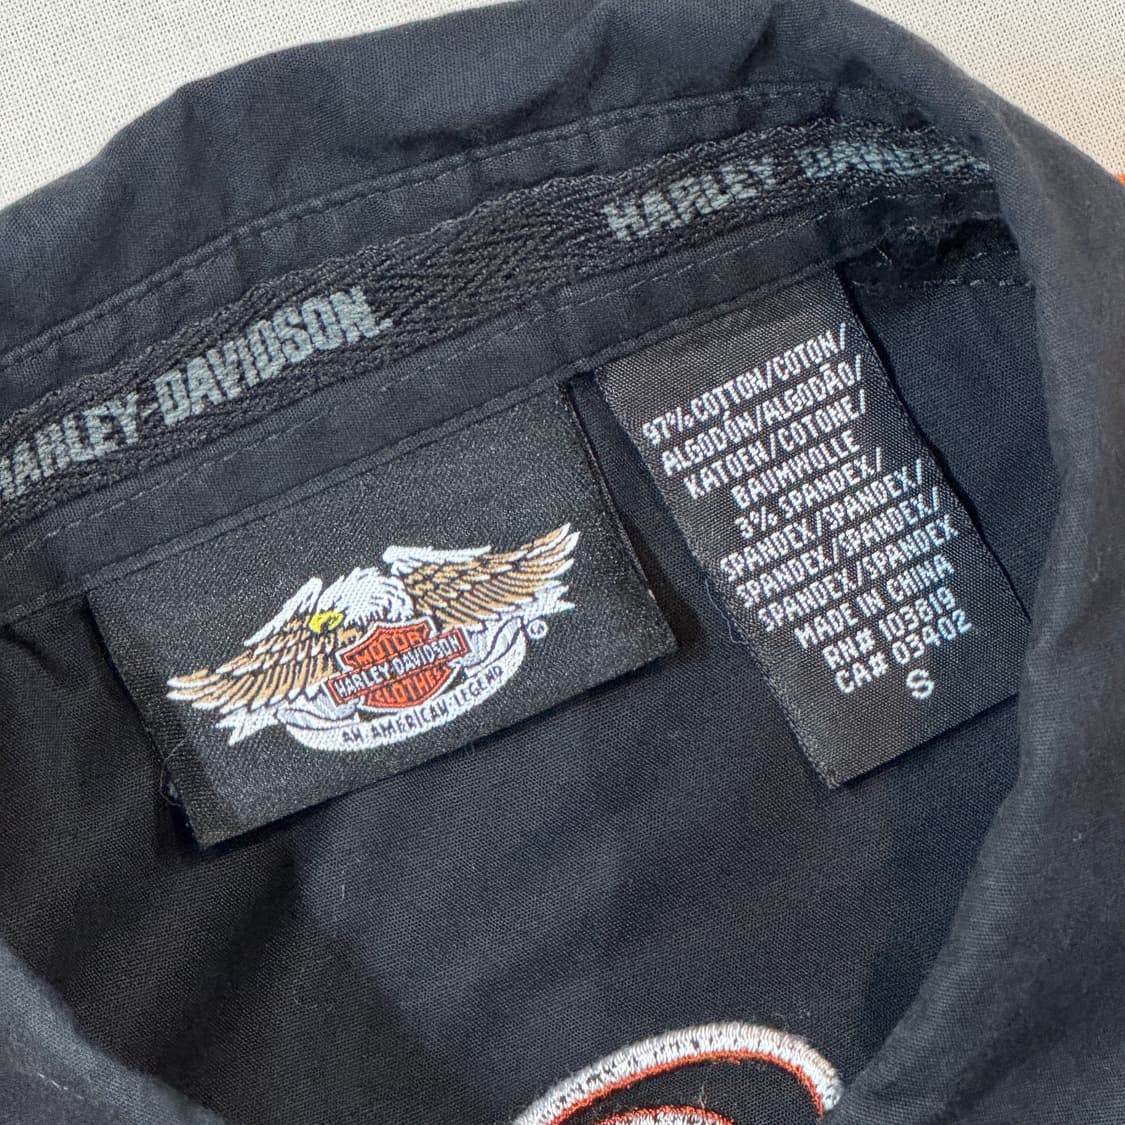 HARLEY-DAVIDSON
HARLEY-DAVIDSON.
MOTOR
HARLEY-DAVIDSON
CLOTHES
AN AMERICAN LEGEND
®
97% COTTON/COTON/
ALGODÓN/ALGODÃO/
KATOEN/COTONE/
BAUMWOLLE
3% SPANDEX/
SPANDEX/SPANDEX/
SPANDEX/SPANDEX/
SPANDEX/SPANDEX
MADE IN CHINA
RN# 103819
CA# 03402
S